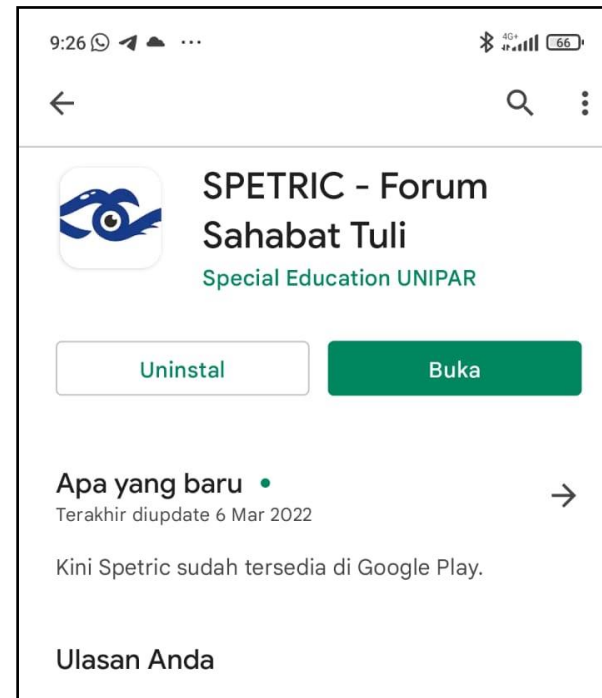 9:26 ...
4G+ 66
SPETRIC - Forum
Sahabat Tuli
Special Education UNIPAR
Uninstal Buka
Apa yang baru •
Terakhir diupdate 6 Mar 2022
Kini Spetric sudah tersedia di Google Play.
Ulasan Anda